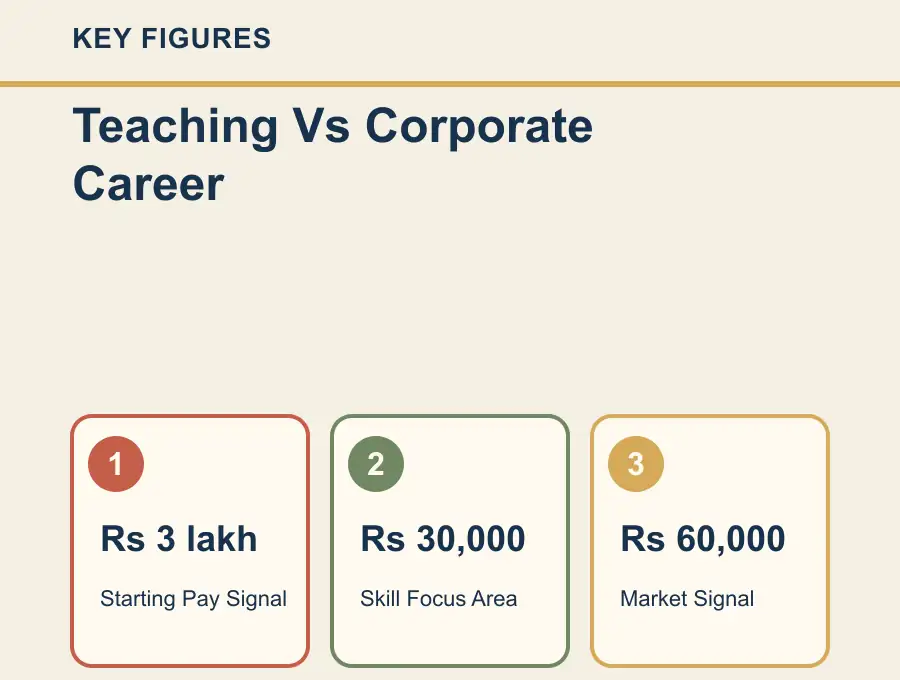 KEY FIGURES
Teaching Vs Corporate
Career
1
Rs 3 lakh
Starting Pay Signal
2
Rs 30,000
Skill Focus Area
3
Rs 60,000
Market Signal